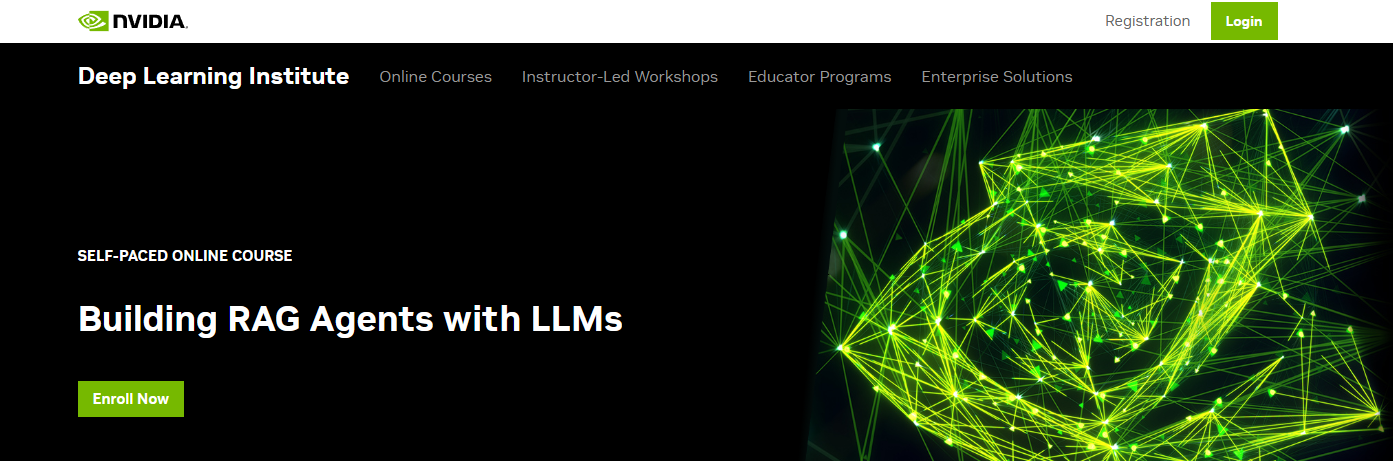 NVIDIA.
Registration
Login
Deep Learning Institute
Online Courses
Instructor-Led Workshops
Educator Programs
Enterprise Solutions
SELF-PACED ONLINE COURSE
Building RAG Agents with LLMs
Enroll Now